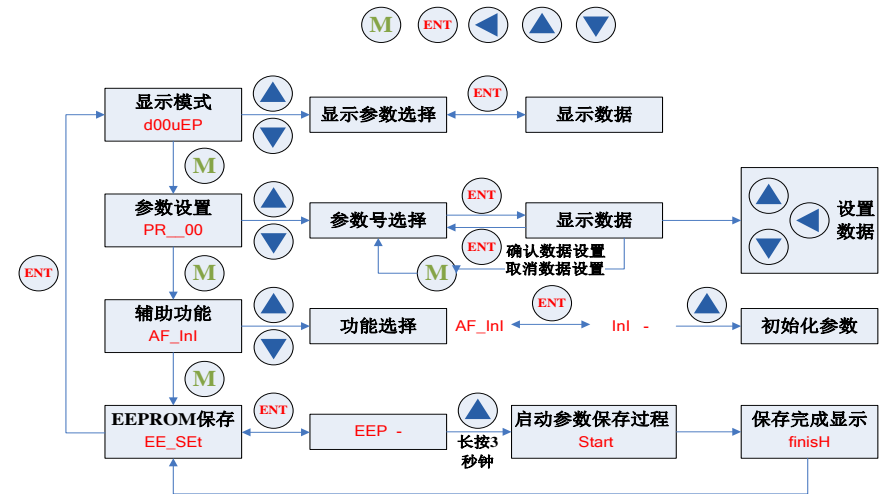 M ENT
显示模式
d00uEP
显示参数选择
ENT
显示数据
M
参数设置
PR__00
参数号选择
ENT
显示数据
ENT
确认数据设置
取消数据设置
M
设置
数据
ENT
M
辅助功能
AF_InI
功能选择
AF_InI
ENT
InI -
初始化参数
M
EEPROM保存
EE_SEt
ENT
EEP -
长按3
秒钟
启动参数保存过程
Start
保存完成显示
finisH